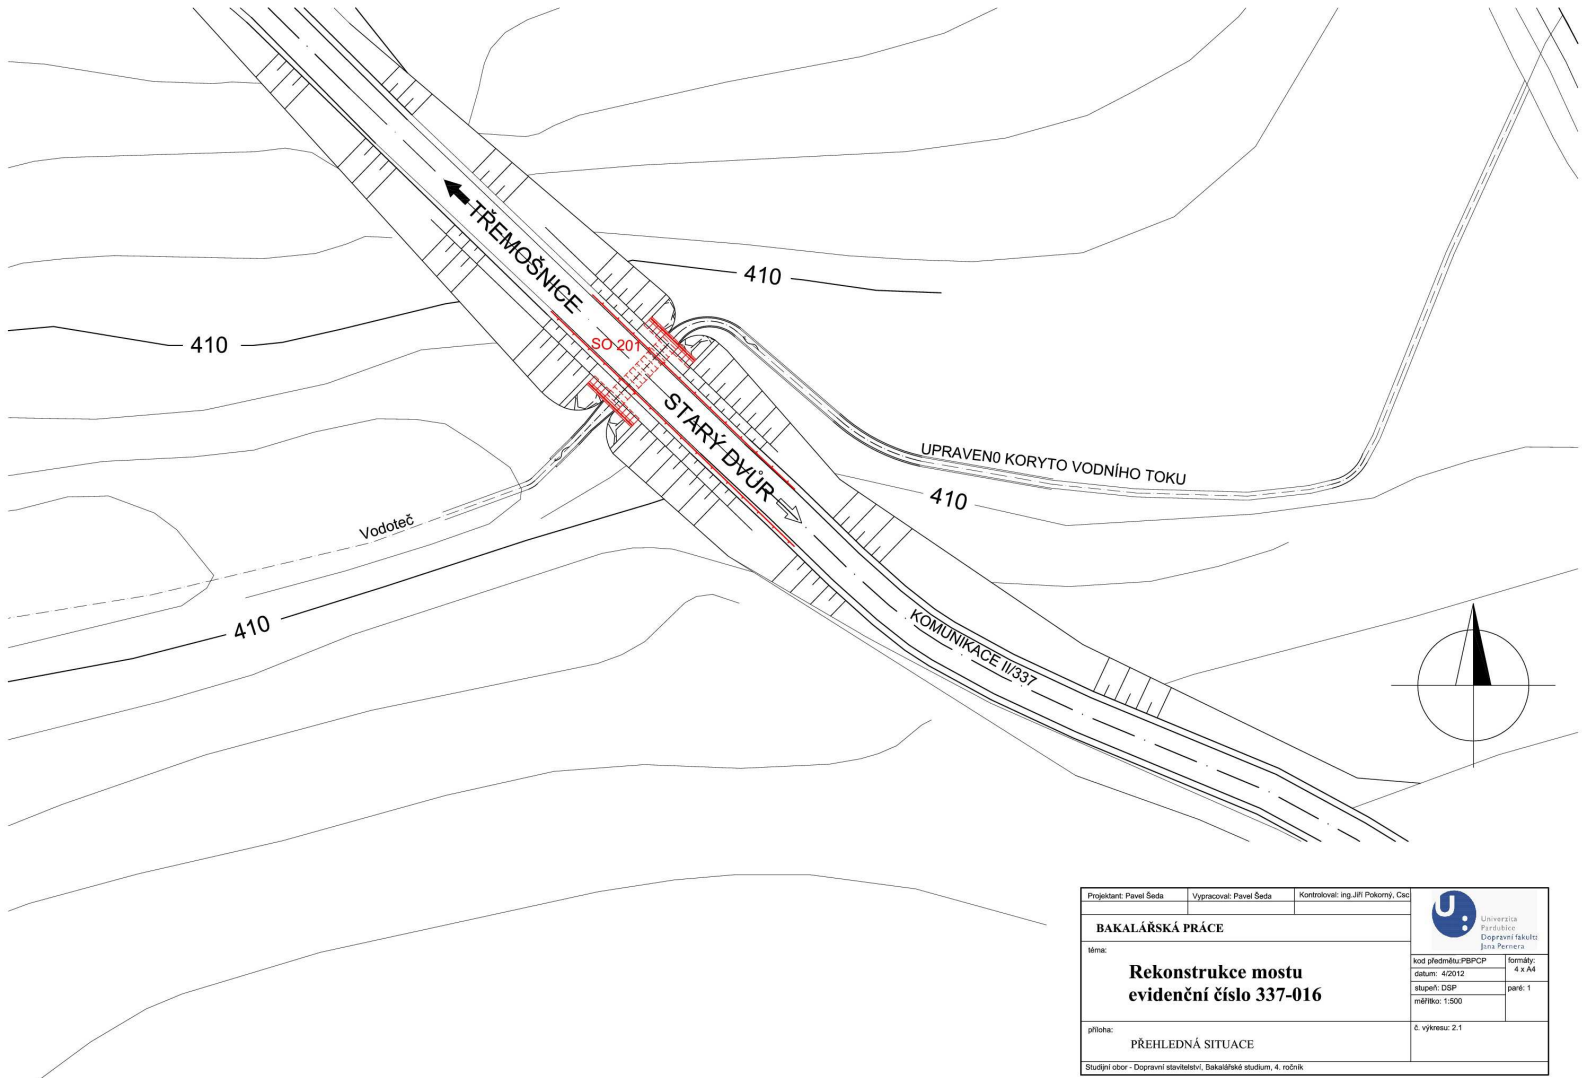 TŘEMOŠNICE
410
410
SO 201
STARÝ DVŮR
UPRAVEN0 KORYTO VODNÍHO TOKU
410
Vodoteč
410
KOMUNIKACE II/337
Projektant: Pavel Šeda
Vypracoval: Pavel Šeda
Kontroloval: ing.Jiří Pokorný, Csc
BAKALÁŘSKÁ PRÁCE
U:
Univerzita
Pardubice
Dopravní fakulta
Jana Pernera
téma:
Rekonstrukce mostu
evidenční číslo 337-016
kod předmětu:PBPCP
formáty:
4 x A4
datum: 4/2012
stupeň: DSP
paré: 1
měřítko: 1:500
příloha:
PŘEHLEDNÁ SITUACE
č. výkresu: 2.1
Studijní obor - Dopravní stavitelství, Bakalářské studium, 4. ročník